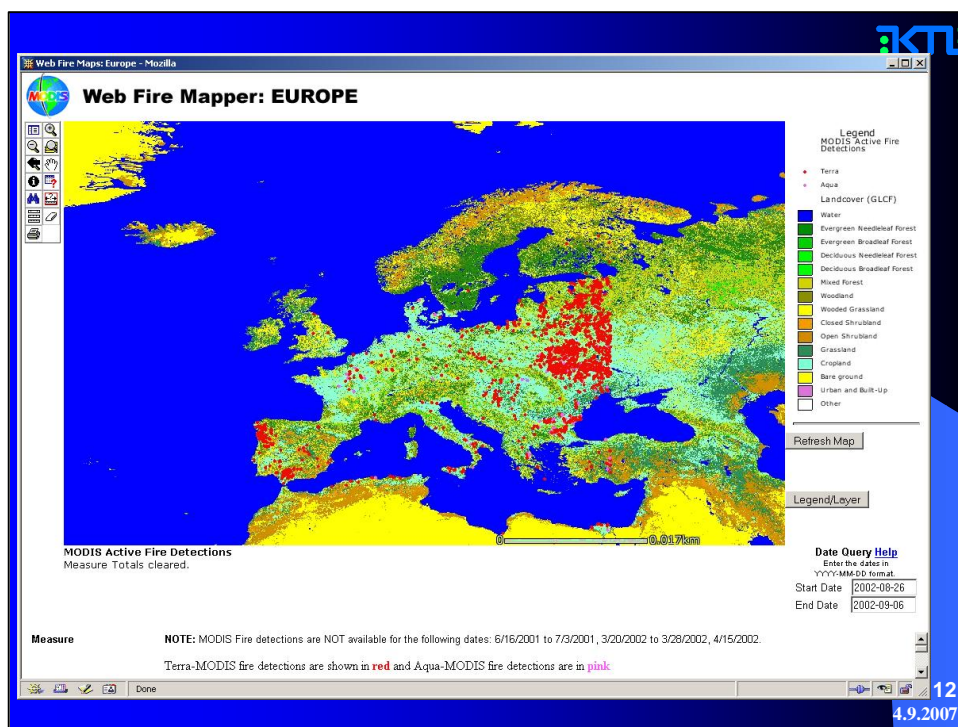 KTL
Web Fire Maps: Europe - Mozilla
MODIS
Web Fire Mapper: EUROPE
Legend
MODIS Active Fire
Detections
Terra
Aqua
Landcover (GLCF)
Water
Evergreen Needleleaf Forest
Evergreen Broadleaf Forest
Deciduous Needleleaf Forest
Deciduous Broadleaf Forest
Mixed Forest
Woodland
Wooded Grassland
Closed Shrubland
Open Shrubland
Grassland
Cropland
Bare ground
Urban and Built-Up
Other
Refresh Map
Legend/Layer
0 0.017km
MODIS Active Fire Detections
Measure Totals cleared.
Date Query Help
Enter the dates in
YYYY-MM-DD format.
Start Date 2002-08-26
End Date 2002-09-06
Measure
NOTE: MODIS Fire detections are NOT available for the following dates: 6/16/2001 to 7/3/2001, 3/20/2002 to 3/28/2002, 4/15/2002.
Terra-MODIS fire detections are shown in red and Aqua-MODIS fire detections are in pink
Done
12
4.9.2007